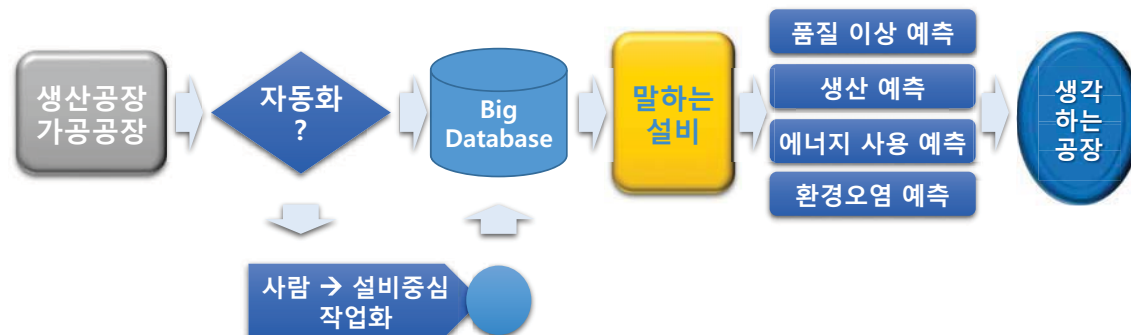 생산공장
가공공장
자동화
?
Big
Database
말하는
설비
품질 이상 예측
생산 예측
에너지 사용 예측
환경오염 예측
생각
하는
공장
사람 → 설비중심
작업화